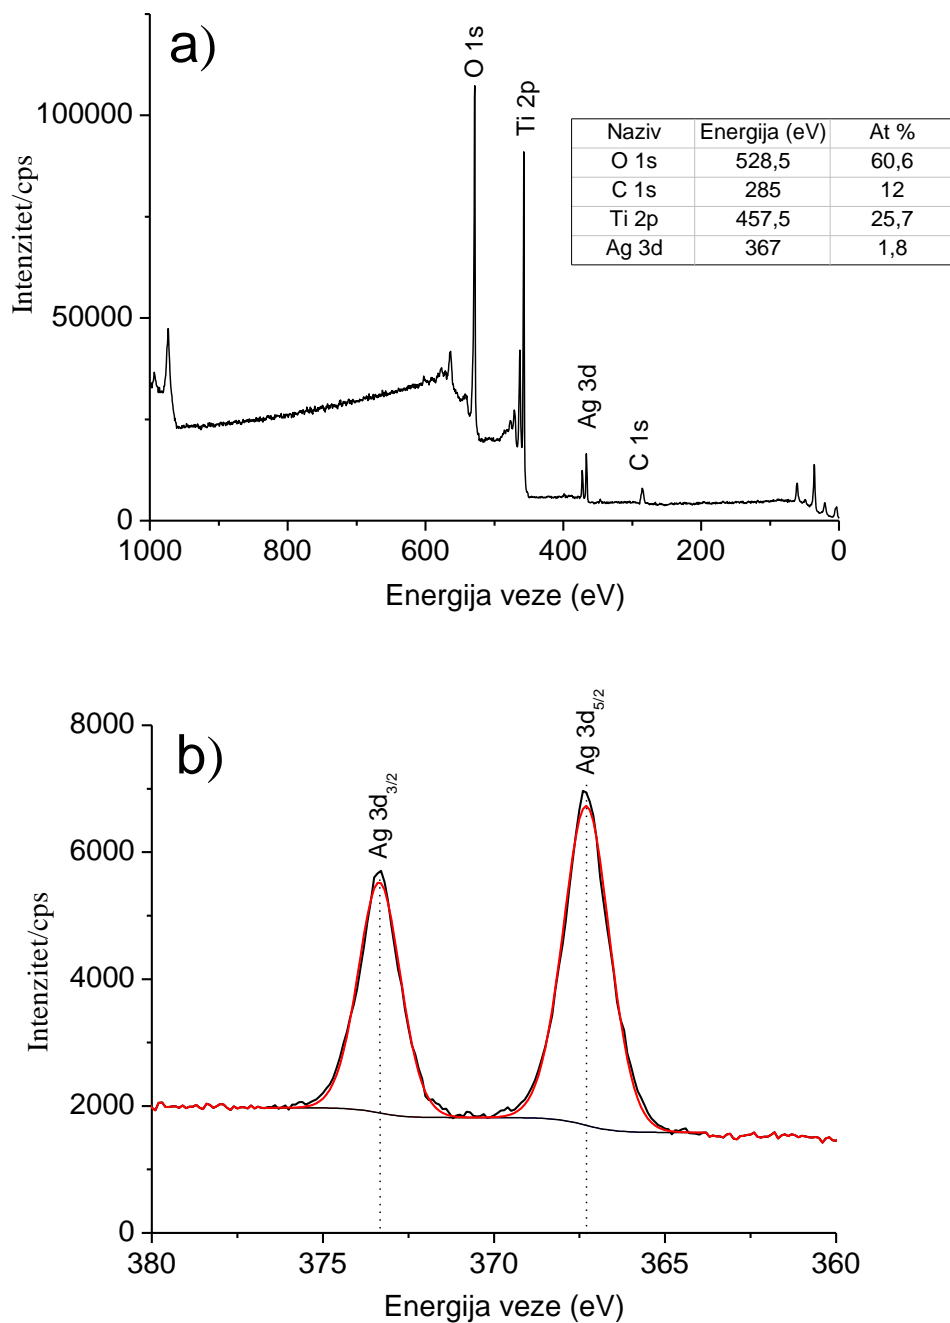 a)
O 1s
Ti 2p
Ag 3d
C 1s
Naziv Energija (eV) At %
O 1s 528,5 60,6
C 1s 285 12
Ti 2p 457,5 25,7
Ag 3d 367 1,8
Intenzitet/cps
100000
50000
0
1000 800 600 400 200 0
Energija veze (eV)
b)
Ag 3d3/2
Ag 3d5/2
Intenzitet/cps
8000
6000
4000
2000
0
380 375 370 365 360
Energija veze (eV)